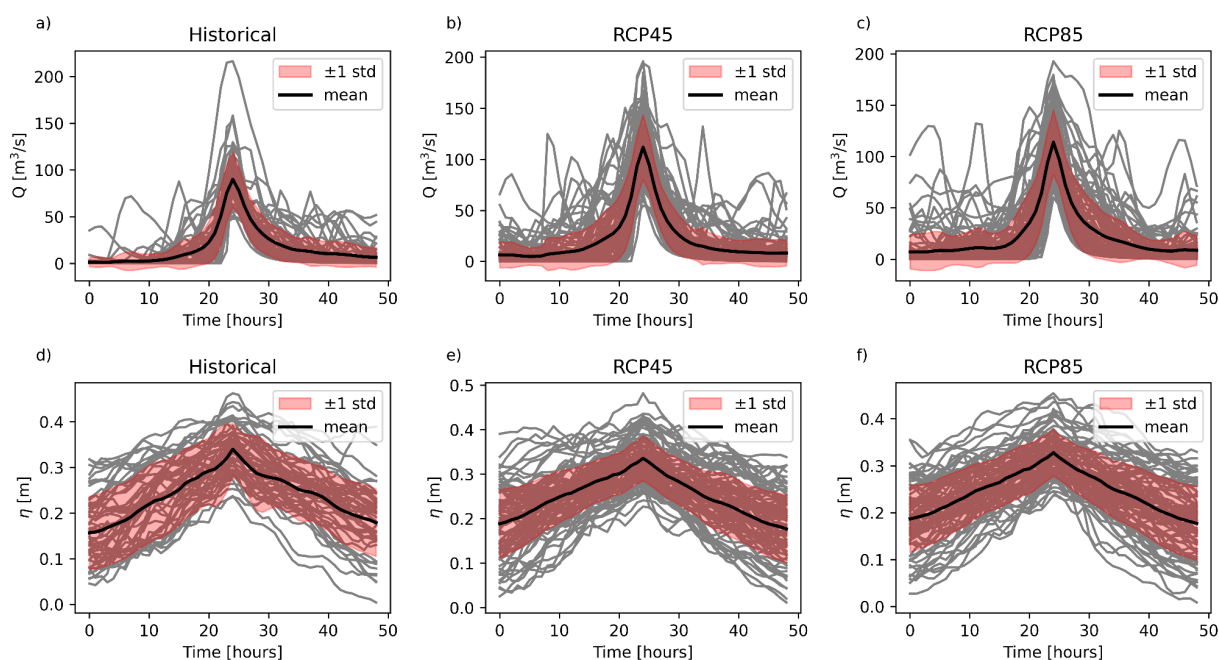 a)
Historical
±1 std
mean
Q [m³/s]
200
150
100
50
0
0 10 20 30 40 50
Time [hours]
b)
RCP45
±1 std
mean
Q [m³/s]
200
150
100
50
0
0 10 20 30 40 50
Time [hours]
c)
RCP85
±1 std
mean
Q [m³/s]
200
150
100
50
0
0 10 20 30 40 50
Time [hours]
d)
Historical
±1 std
mean
η [m]
0.4
0.3
0.2
0.1
0.0
0 10 20 30 40 50
Time [hours]
e)
RCP45
±1 std
mean
η [m]
0.5
0.4
0.3
0.2
0.1
0.0
0 10 20 30 40 50
Time [hours]
f)
RCP85
±1 std
mean
η [m]
0.4
0.3
0.2
0.1
0.0
0 10 20 30 40 50
Time [hours]